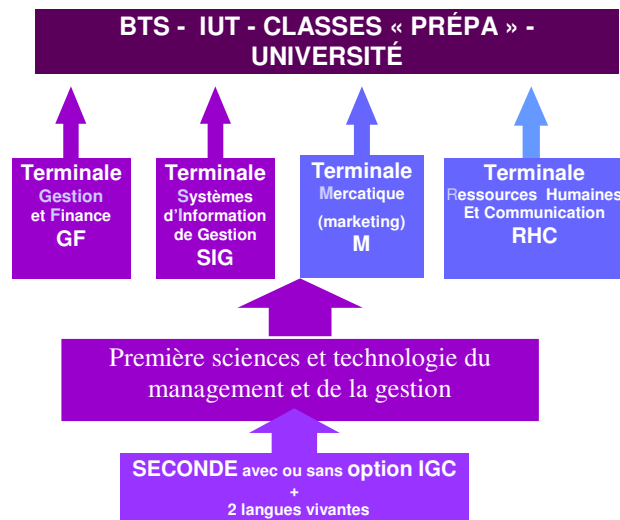 BTS - IUT - CLASSES « PRÉPA » -
UNIVERSITÉ
Terminale
Gestion
et Finance
GF
Terminale
Systèmes
d'Information
de Gestion
SIG
Terminale
Mercatique
(marketing)
M
Terminale
Ressources Humaines
Et Communication
RHC
Première sciences et technologie du
management et de la gestion
SECONDE avec ou sans option IGC
+
2 langues vivantes